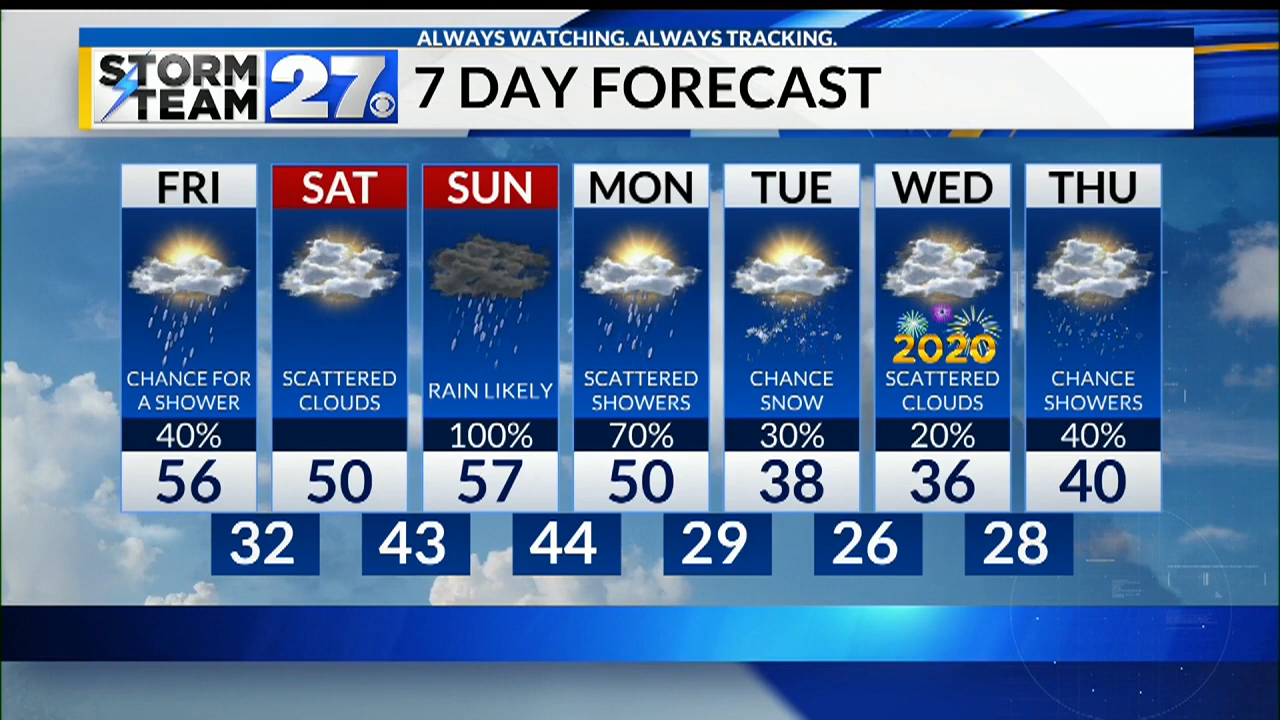 ALWAYS WATCHING. ALWAYS TRACKING.
STORM
TEAM
27
7 DAY FORECAST
FRI SAT SUN MON TUE WED THU
2020
CHANCE FOR
A SHOWER
SCATTERED
CLOUDS
RAIN LIKELY
SCATTERED
SHOWERS
CHANCE
SNOW
SCATTERED
CLOUDS
CHANCE
SHOWERS
40% 100% 70% 30% 20% 40%
56 50 57 50 38 36 40
32 43 44 29 26 28